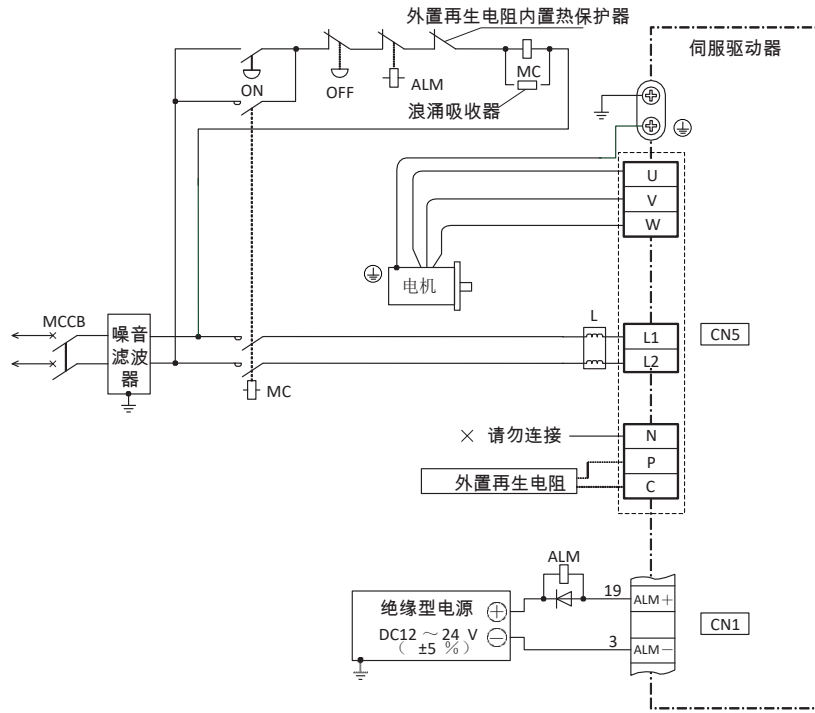 外置再生电阻内置热保护器
伺服驱动器
ON
OFF
ALM
MC
浪涌吸收器
U
V
W
电机
MCCB
噪音
滤波
器
MC
L
L1
L2
CN5
× 请勿连接
N
P
C
外置再生电阻
ALM
绝缘型电源
DC12 ~ 24 V
( ±5 %)
19
ALM+
CN1
3
ALM-